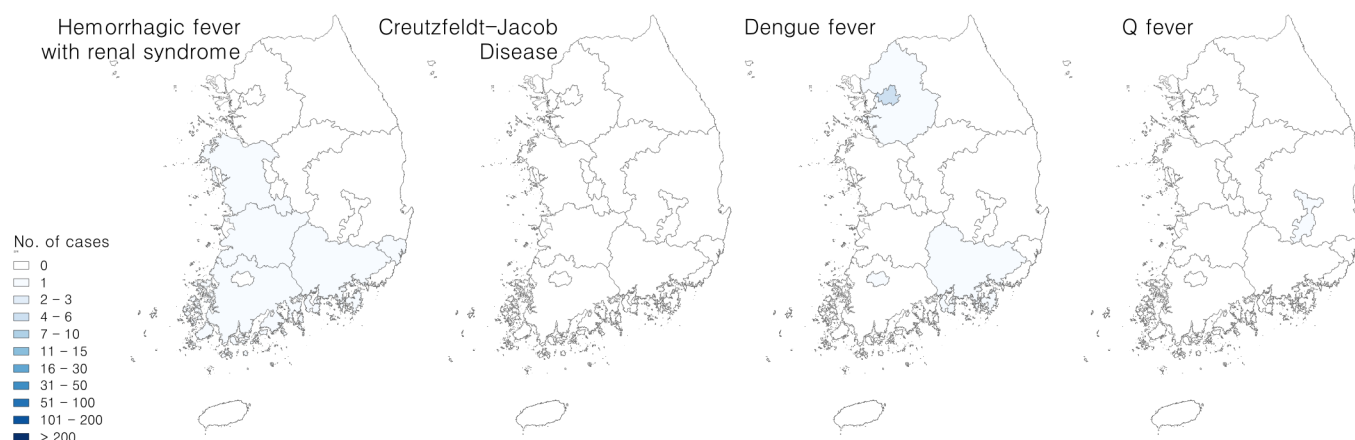 Hemorrhagic fever
with renal syndrome
Creutzfeldt-Jacob
Disease
Dengue fever
Q fever
No. of cases
0
1
2 - 3
4 - 6
7 - 10
11 - 15
16 - 30
31 - 50
51 - 100
101 - 200
> 200